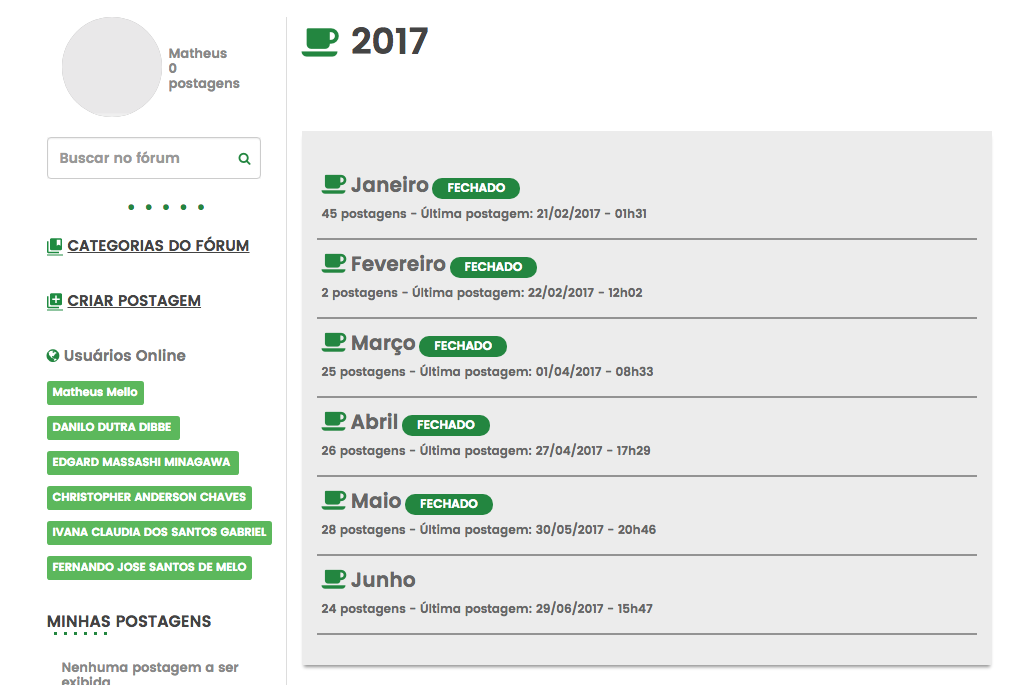 Matheus
0
postagens
Buscar no fórum
CATEGORIAS DO FÓRUM
CRIAR POSTAGEM
Usuários Online
Matheus Mello
DANILO DUTRA DIBBE
EDGARD MASSASHI MINAGAWA
CHRISTOPHER ANDERSON CHAVES
IVANA CLAUDIA DOS SANTOS GABRIEL
FERNANDO JOSE SANTOS DE MELO
MINHAS POSTAGENS
Nenhuma postagem a ser
exibida
2017
Janeiro FECHADO
45 postagens - Última postagem: 21/02/2017 - 01h31
Fevereiro FECHADO
2 postagens - Última postagem: 22/02/2017 - 12h02
Março FECHADO
25 postagens - Última postagem: 01/04/2017 - 08h33
Abril FECHADO
26 postagens - Última postagem: 27/04/2017 - 17h29
Maio FECHADO
28 postagens - Última postagem: 30/05/2017 - 20h46
Junho
24 postagens - Última postagem: 29/06/2017 - 15h47